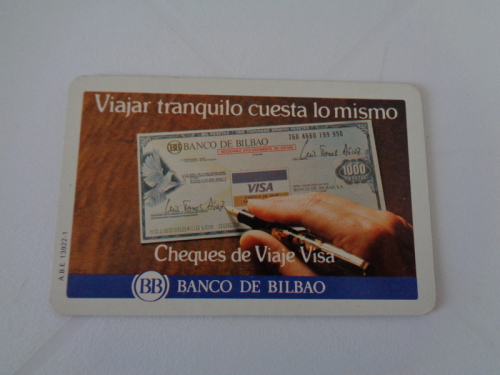 Viajar tranquilo cuesta lo mismo
BANCO DE BILBAO
VISA
1000
Cheques de Viaje Visa
A.B.E. 13922-1
BB BANCO DE BILBAO